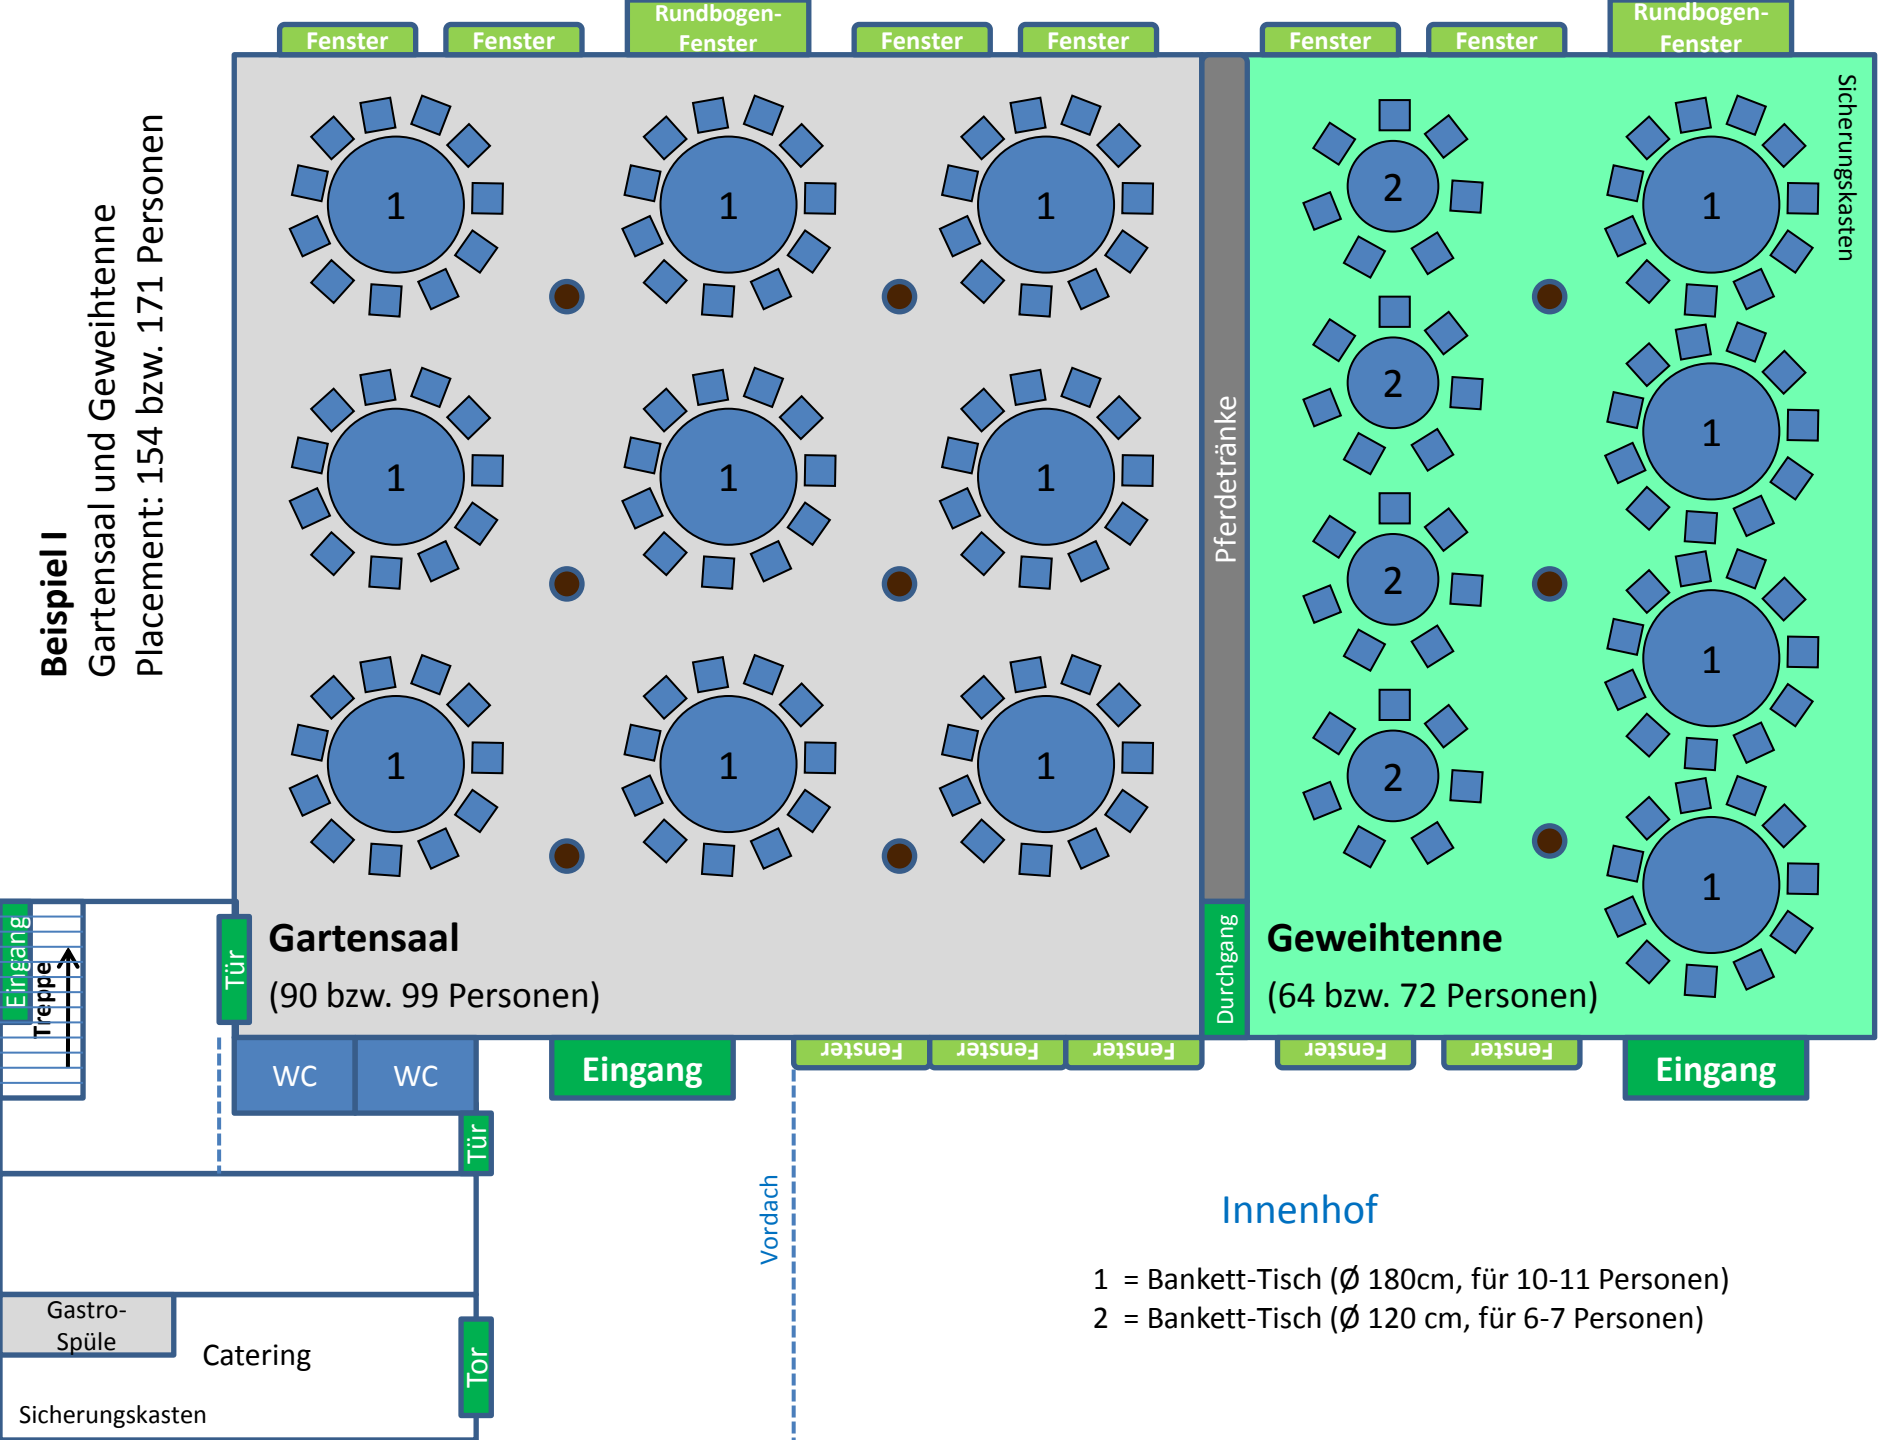 Rundbogen-
Fenster
Fenster
Fenster
Fenster
Fenster
Fenster
Fenster
Rundbogen-
Fenster
Beispiel I
Gartensaal und Geweihtenne
Placement: 154 bzw. 171 Personen
Sicherungskasten
1
1
1
2
1
2
1
1
1
1
2
1
1
1
1
2
1
Pferdetränke
Gartensaal
(90 bzw. 99 Personen)
Durchgang
Geweihtenne
(64 bzw. 72 Personen)
Eingang
Treppe
Tür
WC
WC
Eingang
Fenster
Fenster
Fenster
Fenster
Fenster
Eingang
Tür
Vordach
Innenhof
1 = Bankett-Tisch (Ø 180cm, für 10-11 Personen)
2 = Bankett-Tisch (Ø 120 cm, für 6-7 Personen)
Gastro-
Spüle
Catering
Tor
Sicherungskasten